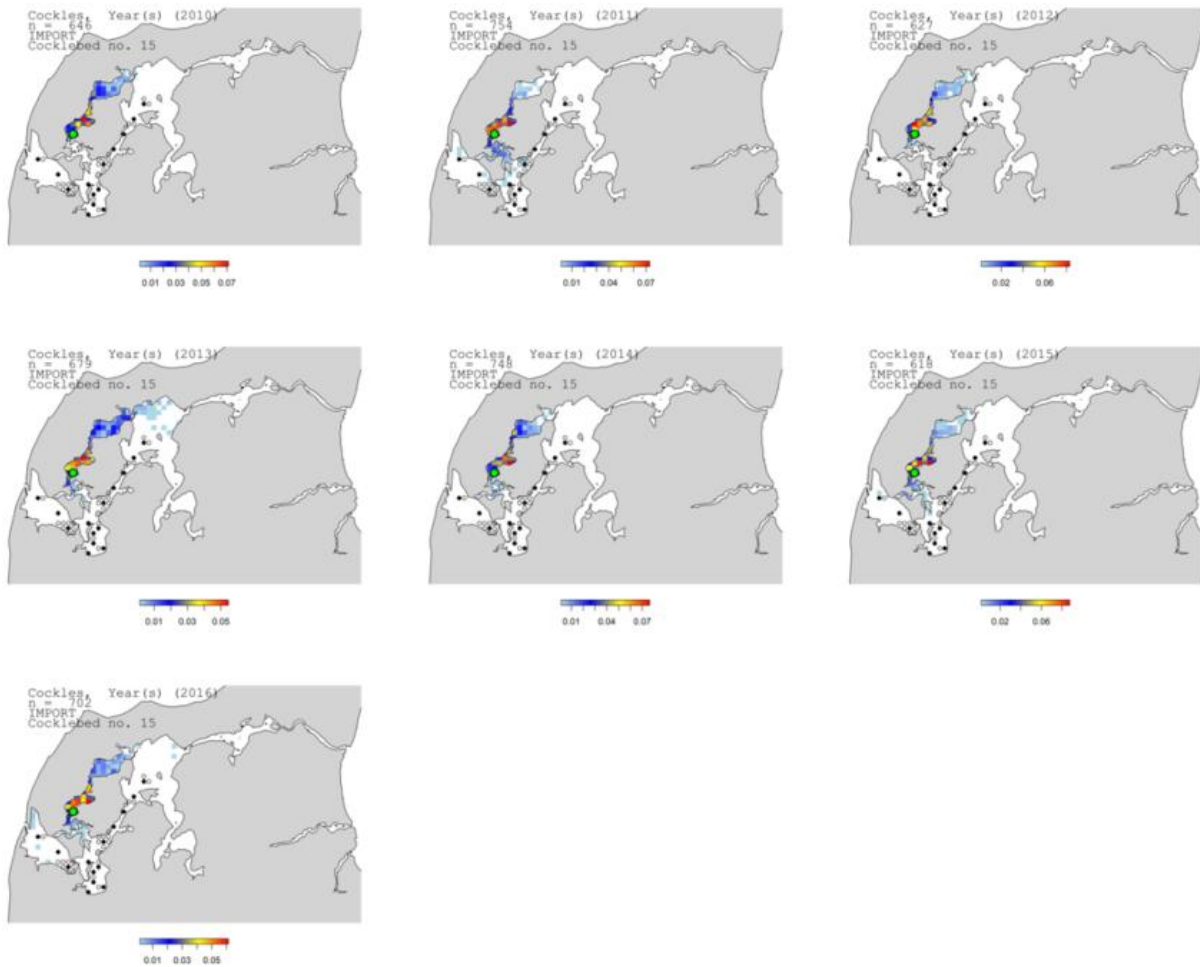 Cockles, Year(s) (2010)
n = 646
IMPORT
Cocklebed no. 15
0.01 0.03 0.05 0.07
Cockles, Year(s) (2011)
n = 754
IMPORT
Cocklebed no. 15
0.01 0.04 0.07
Cockles, Year(s) (2012)
n = 627
IMPORT
Cocklebed no. 15
0.02 0.06
Cockles, Year(s) (2013)
n = 679
IMPORT
Cocklebed no. 15
0.01 0.03 0.05
Cockles, Year(s) (2014)
n = 748
IMPORT
Cocklebed no. 15
0.01 0.04 0.07
Cockles, Year(s) (2015)
n = 618
IMPORT
Cocklebed no. 15
0.02 0.06
Cockles, Year(s) (2016)
n = 702
IMPORT
Cocklebed no. 15
0.01 0.03 0.05